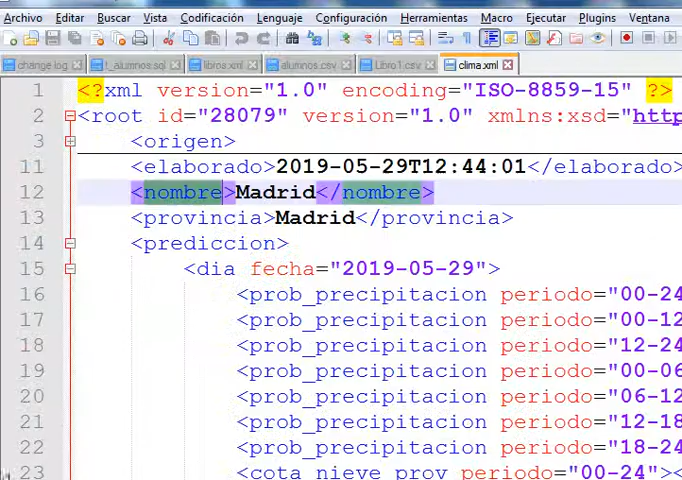 Archivo Editar Buscar Vista Codificación Lenguaje Configuración Herramientas Macro Ejecutar Plugins Ventana
change log !_alumnos.sql libros.xml alumnos.csv Libro1.csv clima.xml
1 <?xml version="1.0" encoding="ISO-8859-15" ?>
2 <root id="28079" version="1.0" xmlns:xsd="http
3 <origen>
11 <elaborado>2019-05-29T12:44:01</elaborado>
12 <nombre>Madrid</nombre>
13 <provincia>Madrid</provincia>
14 <prediccion>
15 <dia fecha="2019-05-29">
16 <prob_precipitacion periodo="00-24
17 <prob_precipitacion periodo="00-12
18 <prob_precipitacion periodo="12-24
19 <prob_precipitacion periodo="00-06
20 <prob_precipitacion periodo="06-12
21 <prob_precipitacion periodo="12-18
22 <prob_precipitacion periodo="18-24
23 <cota_nieve_prov periodo="00-24"><